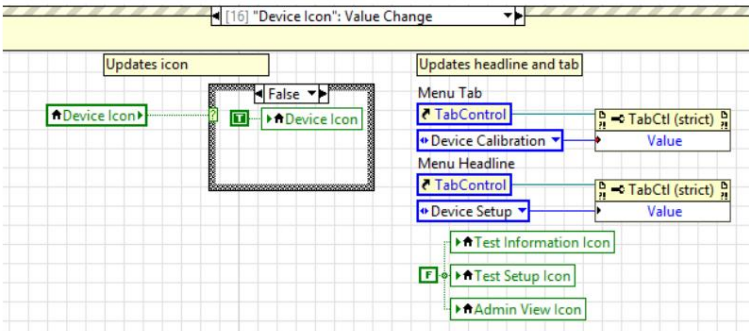 [16] "Device Icon": Value Change
Updates icon
Updates headline and tab
False
Device Icon
?
T
Device Icon
Menu Tab
TabControl
TabCtl (strict)
Device Calibration
Value
Menu Headline
TabControl
TabCtl (strict)
Device Setup
Value
Test Information Icon
F
Test Setup Icon
Admin View Icon